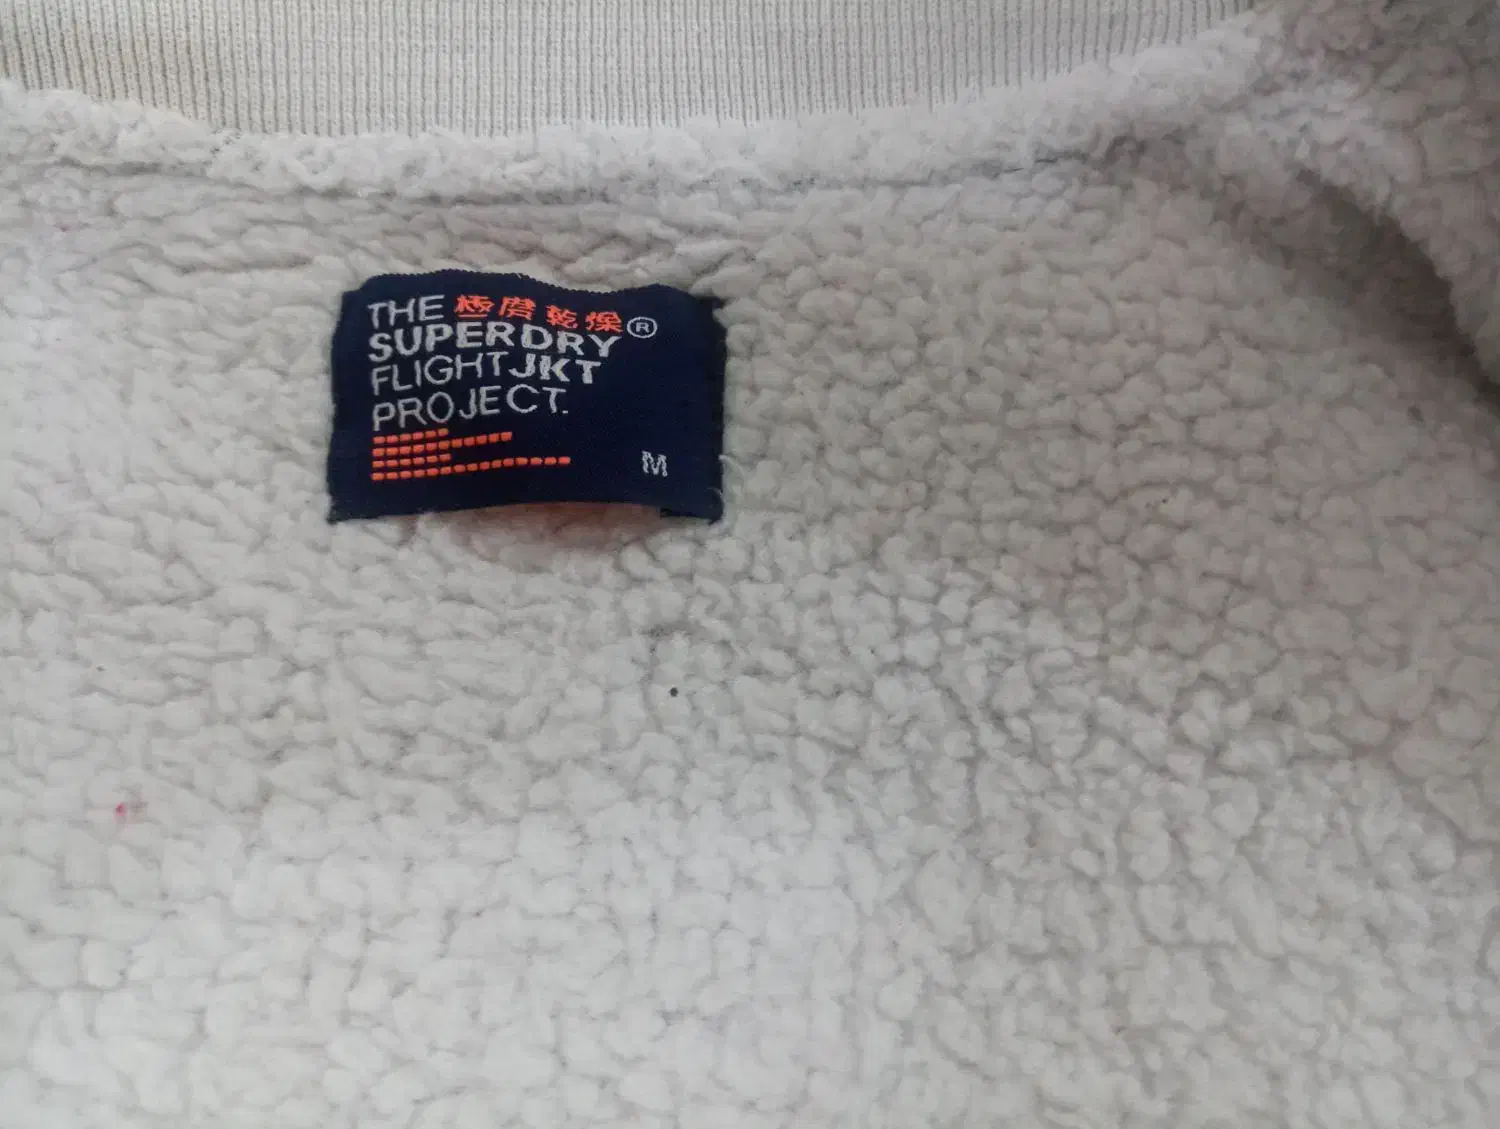 THE 極度乾燥®
SUPERDRY
FLIGHTJKT
PROJECT.
M